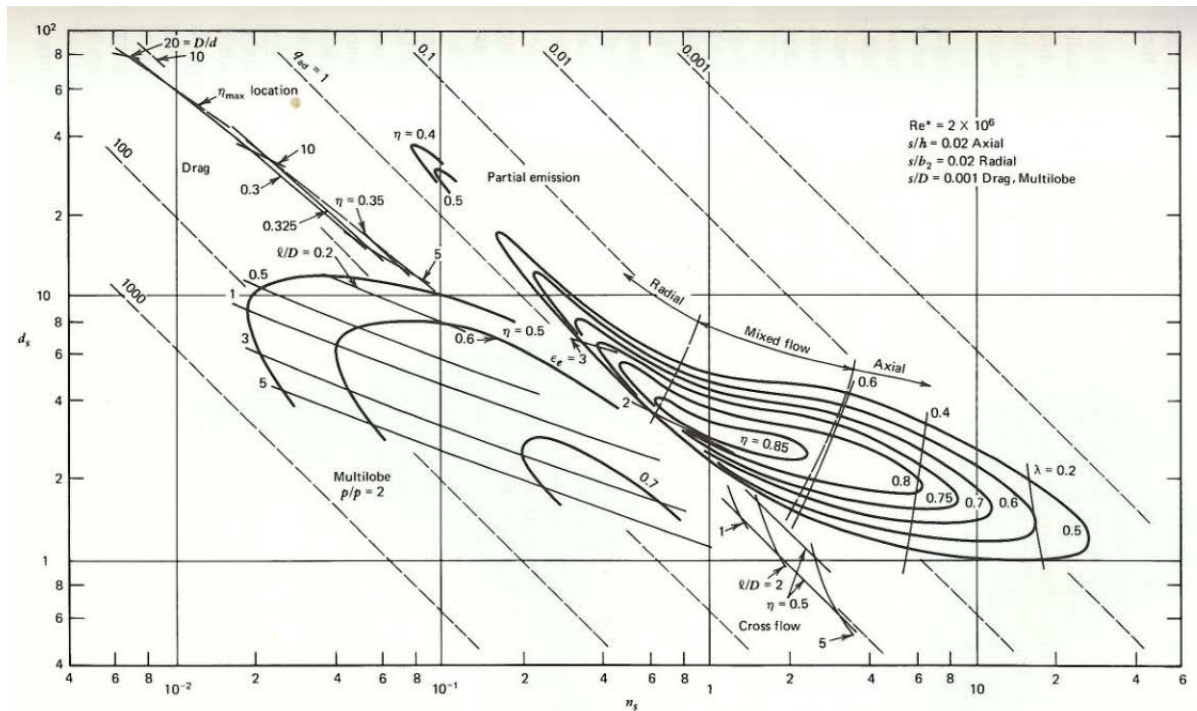 10²
8
6
4
2
10
8
6
4
2
1
8
6
4
dₛ
20 = D/d
10
η_max location
10
Drag
0.3
0.325
η = 0.35
5
q_ad = 1
0.1
0.01
0.001
100
1000
η = 0.4
0.5
Partial emission
Re* = 2 × 10⁶
s/h = 0.02 Axial
s/b₂ = 0.02 Radial
s/D = 0.001 Drag, Multilobe
ℓ/D = 0.2
0.5
1
3
5
η = 0.5
0.6
0.7
Multilobe
p/p = 2
Radial
Mixed flow
Axial
ϵₑ = 3
2
0.6
0.4
λ = 0.2
η = 0.85
0.8
0.75
0.7
0.6
0.5
1
ℓ/D = 2
η = 0.5
Cross flow
5
4 6 8 10⁻² 2 4 6 8 10⁻¹ 2 4 6 8 1 2 4 6 8 10 2 4 6
nₛ